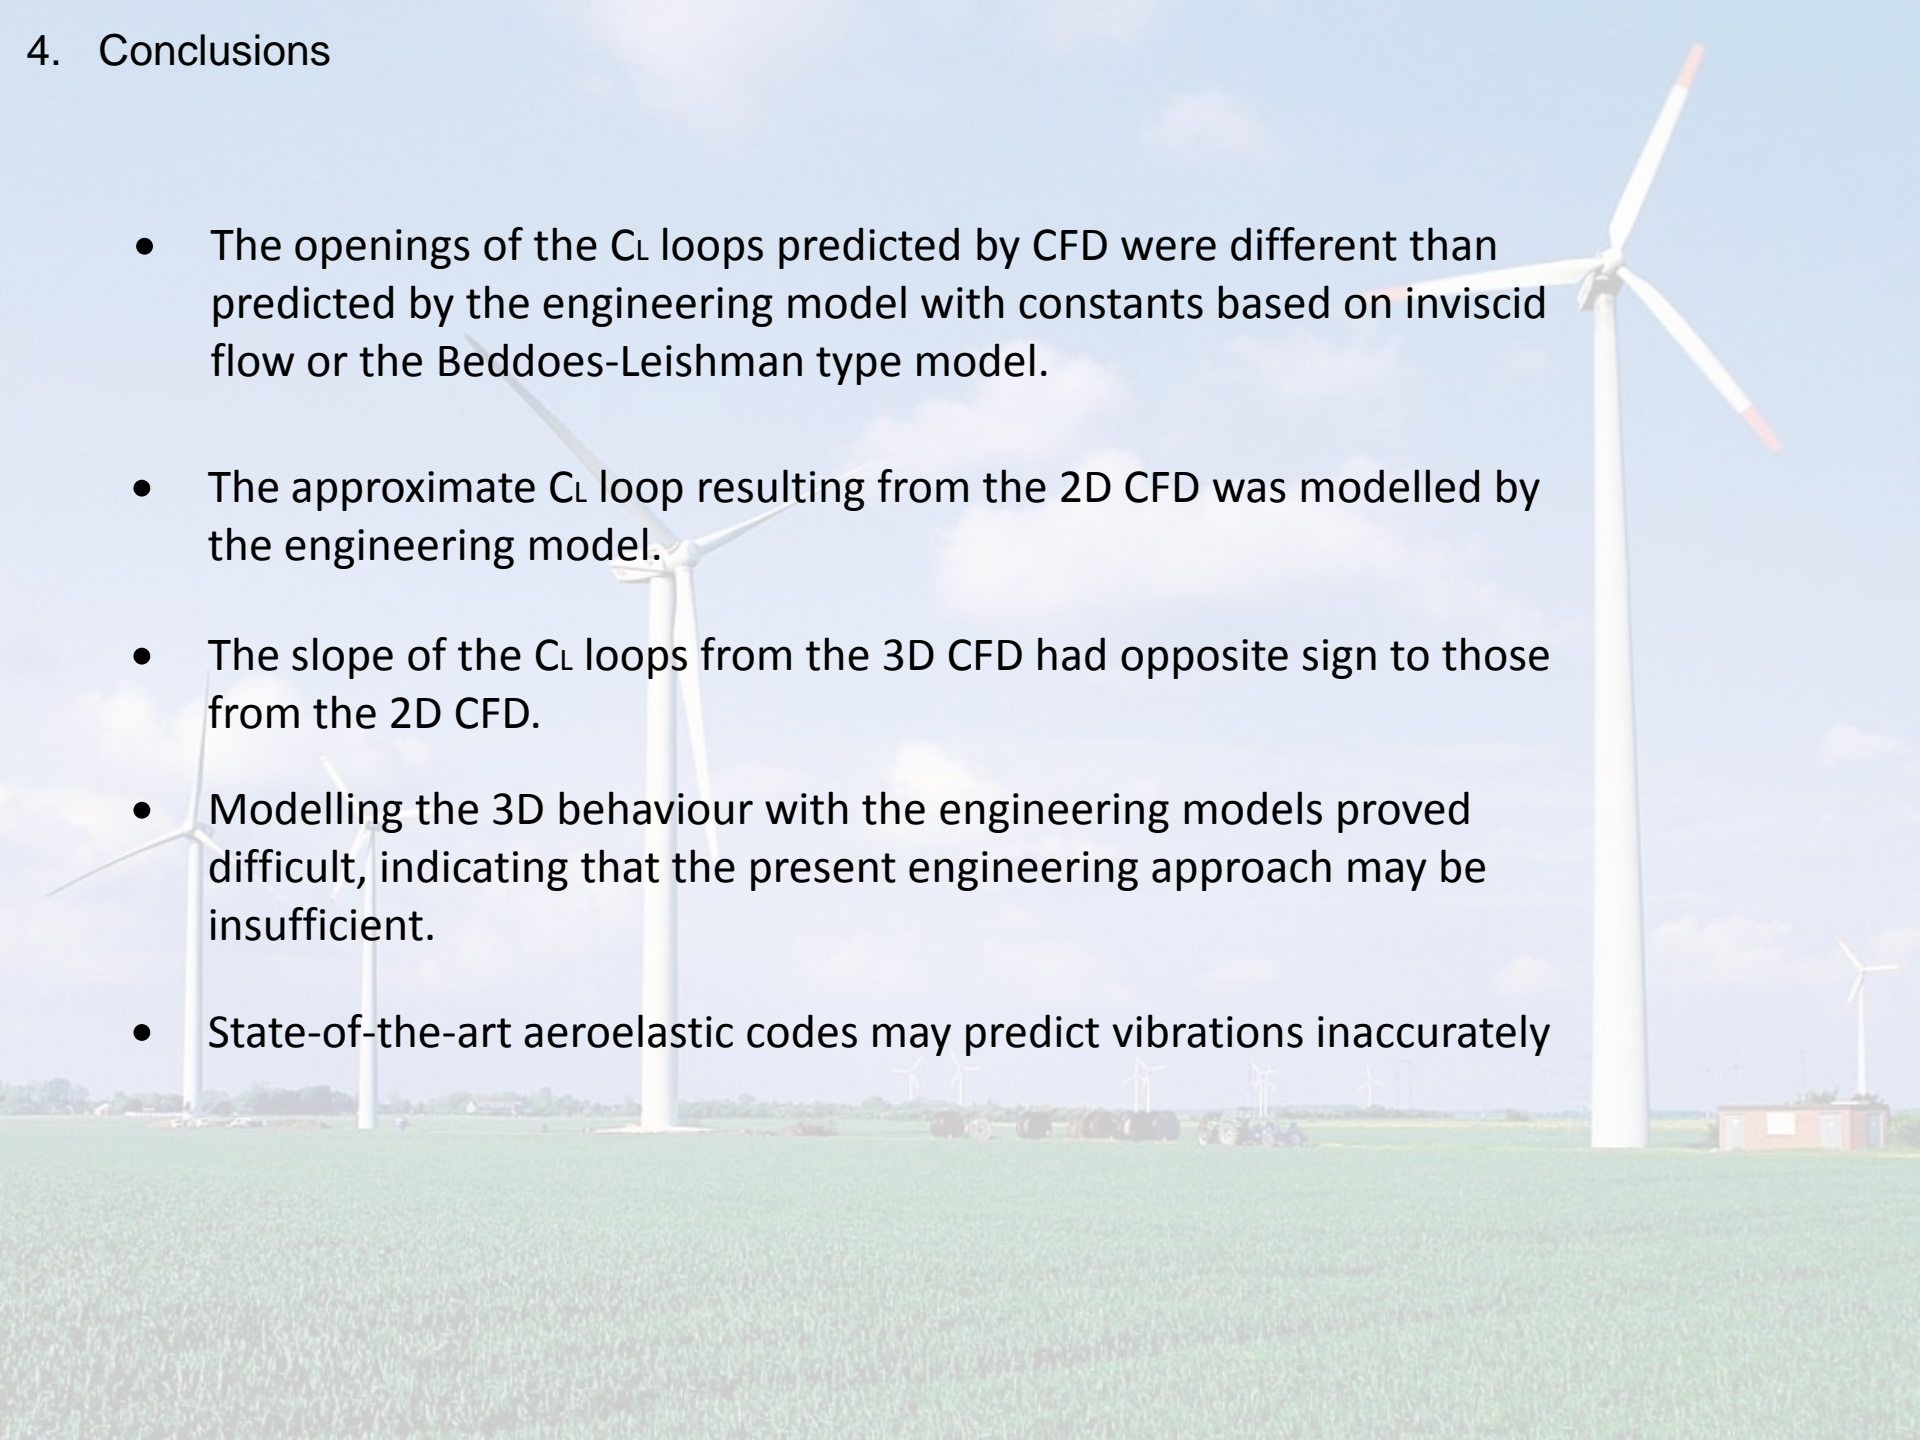 4. Conclusions
• The openings of the CL loops predicted by CFD were different than
predicted by the engineering model with constants based on inviscid
flow or the Beddoes-Leishman type model.
• The approximate CL loop resulting from the 2D CFD was modelled by
the engineering model.
• The slope of the CL loops from the 3D CFD had opposite sign to those
from the 2D CFD.
• Modelling the 3D behaviour with the engineering models proved
difficult, indicating that the present engineering approach may be
insufficient.
• State-of-the-art aeroelastic codes may predict vibrations inaccurately